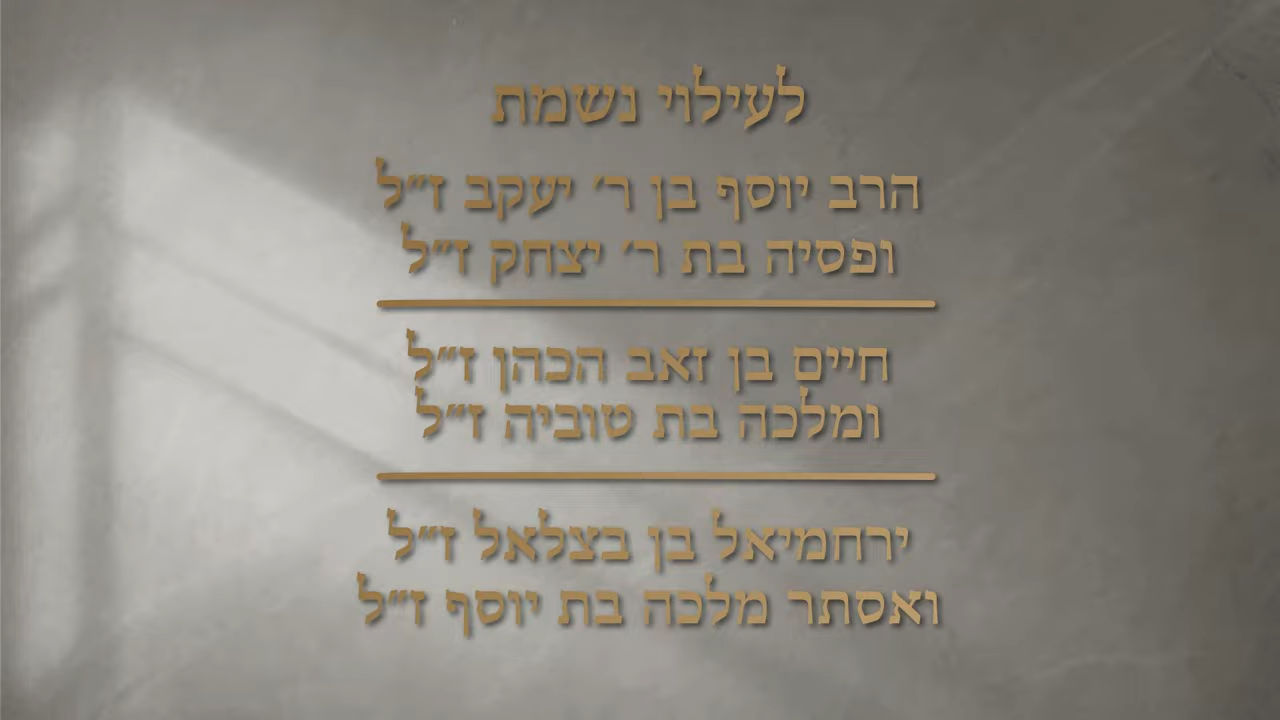 לעילוי נשמת
הרב יוסף בן ר׳ יעקב ז״ל
ופסיה בת ר׳ יצחק ז״ל
חיים בן זאב הכהן ז״ל
ומלכה בת טוביה ז״ל
ירחמיאל בן בצלאל ז״ל
ואסתר מלכה בת יוסף ז״ל